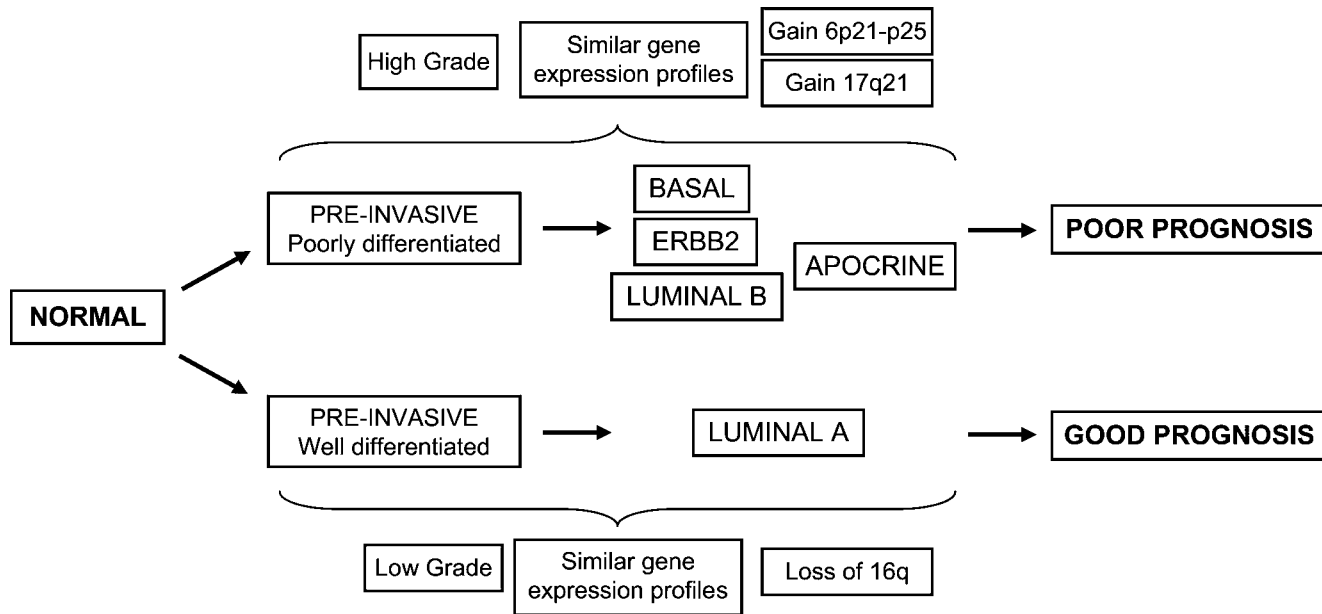 High Grade
Similar gene
expression profiles
Gain 6p21-p25
Gain 17q21
NORMAL
PRE-INVASIVE
Poorly differentiated
BASAL
ERBB2
LUMINAL B
APOCRINE
POOR PROGNOSIS
PRE-INVASIVE
Well differentiated
LUMINAL A
GOOD PROGNOSIS
Low Grade
Similar gene
expression profiles
Loss of 16q